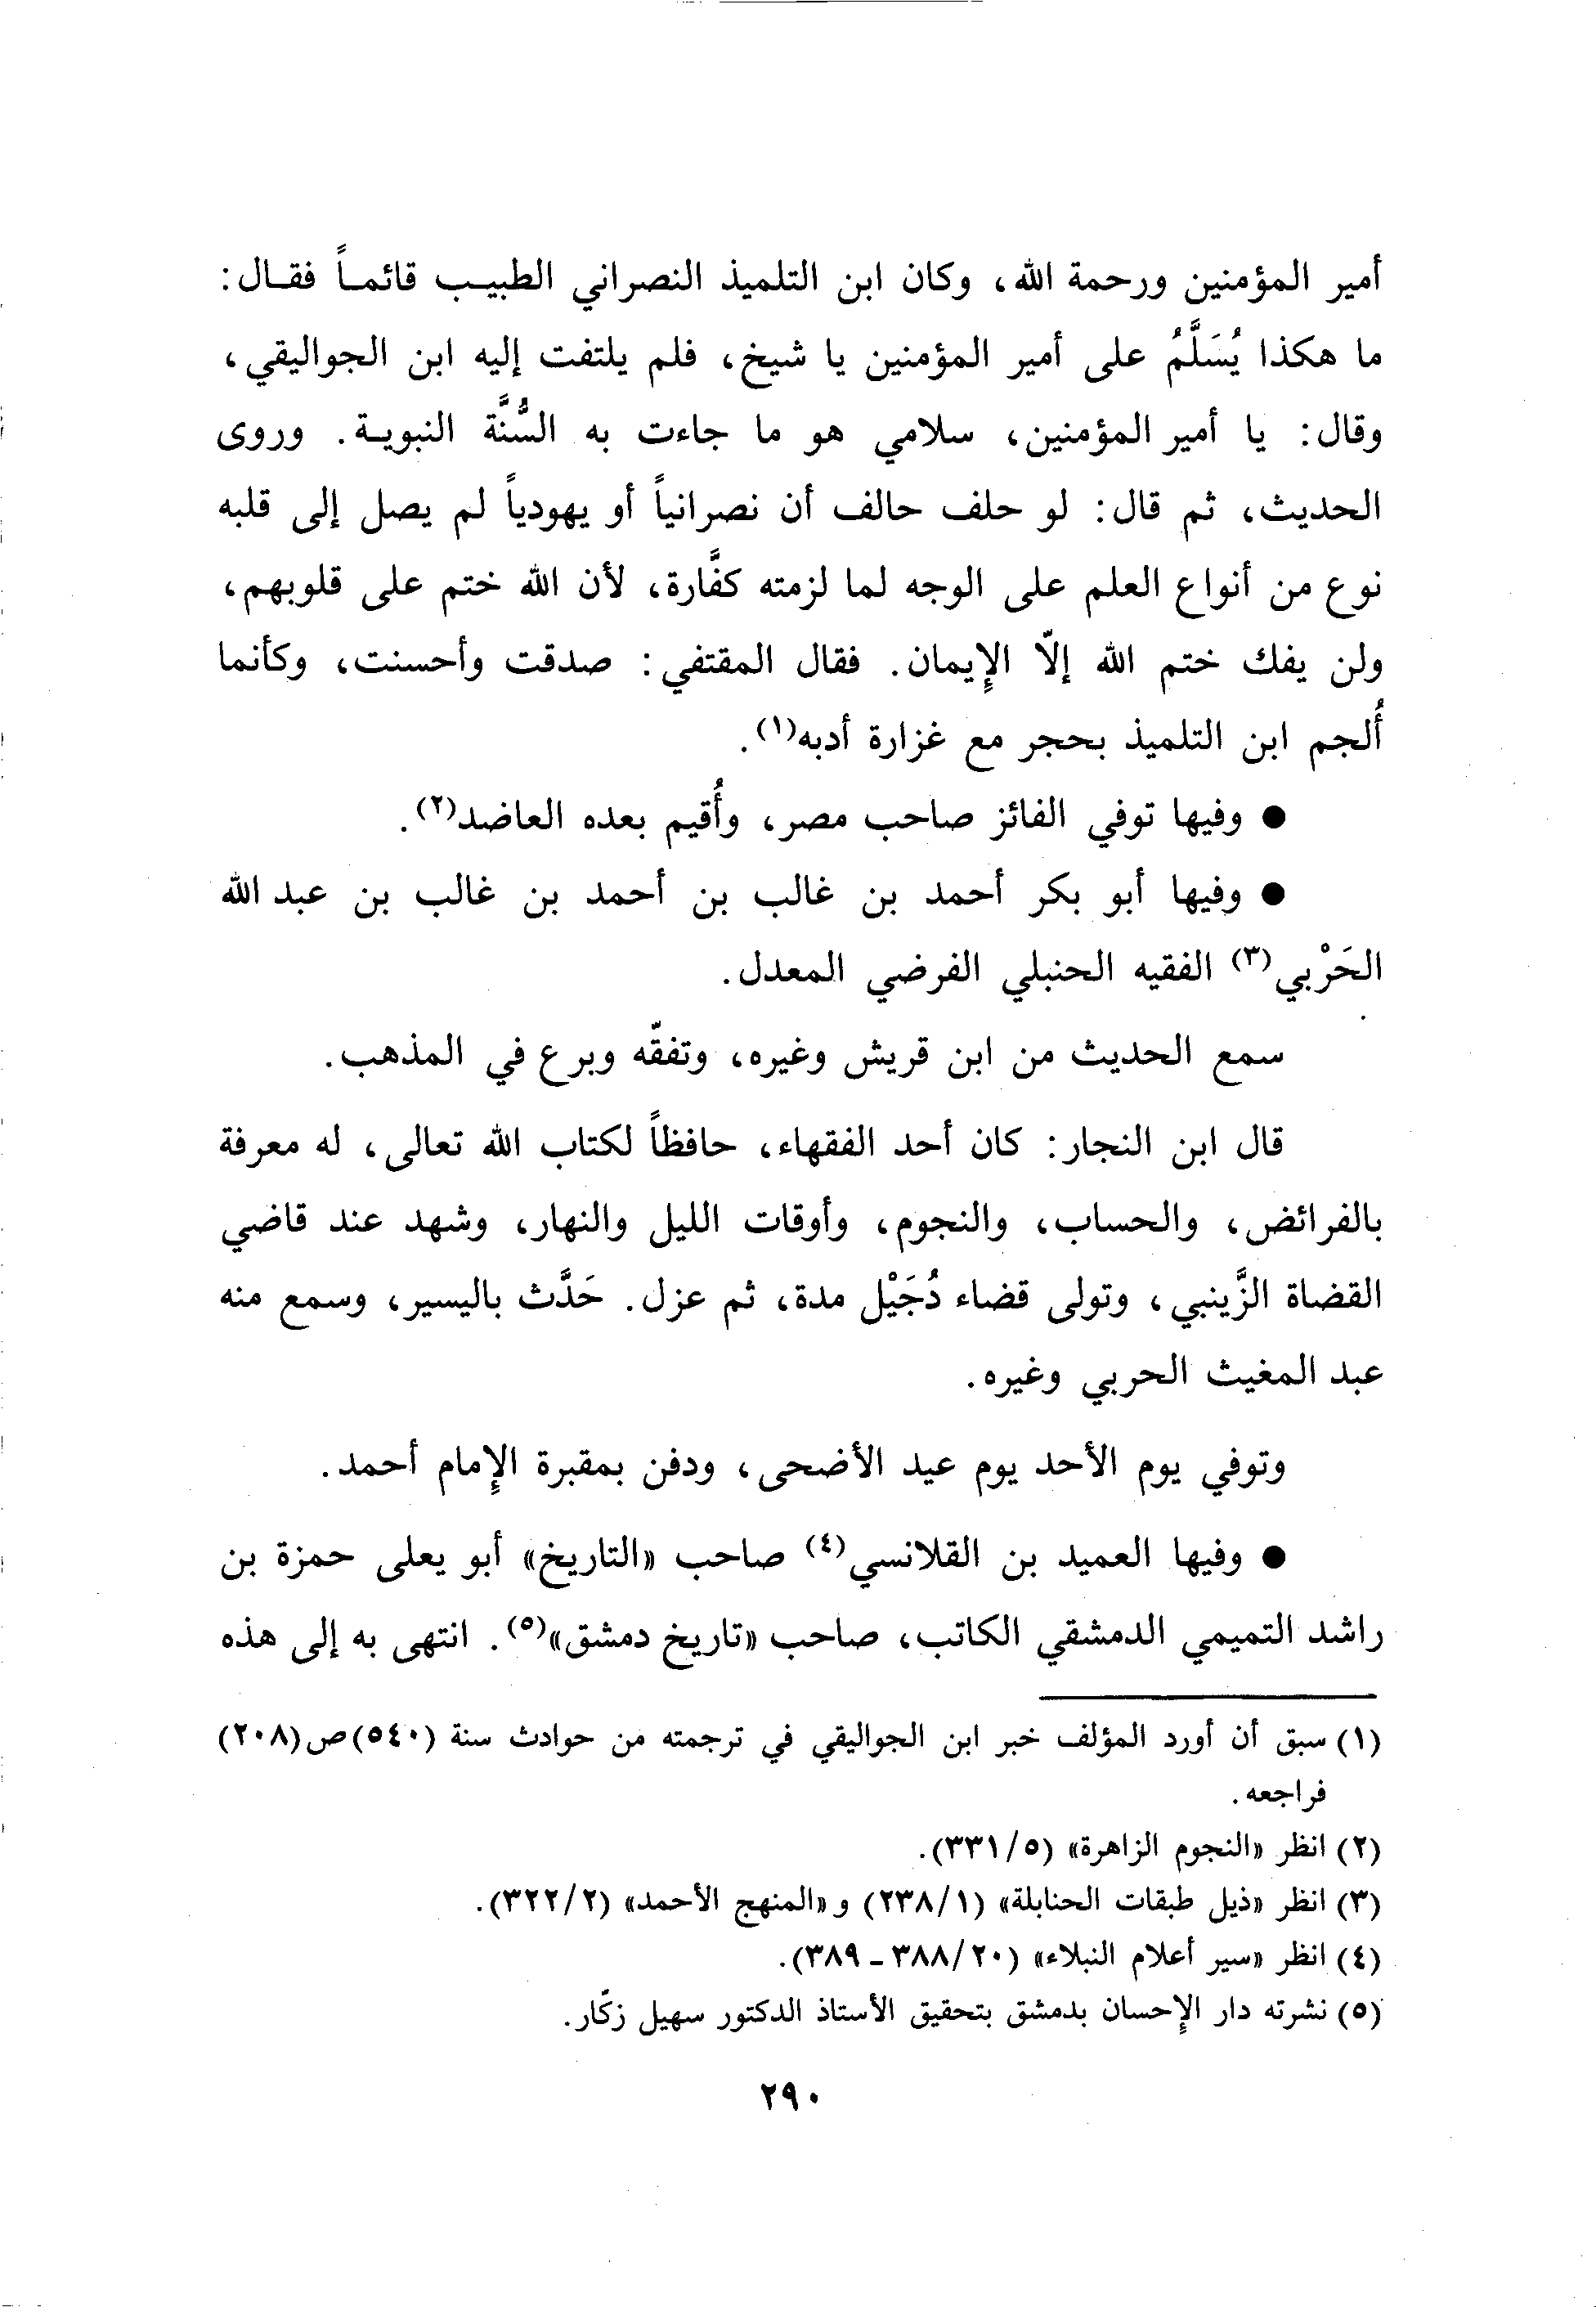 أمير المؤمنين ورحمة الله، وكان ابن التلميذ النصراني الطبيب قائماً فقال:
ما هكذا يُسَلَّمُ على أمير المؤمنين يا شيخ، فلم يلتفت إليه ابن الجواليقي،
وقال: يا أمير المؤمنين، سلامي هو ما جاءت به السُّنَّة النبوية. وروى
الحديث، ثم قال: لو حلف حالف أن نصرانياً أو يهودياً لم يصل إلى قلبه
نوع من أنواع العلم على الوجه لما لزمته كفَّارة، لأن الله ختم على قلوبهم،
ولن يفك ختم الله إلّا الإيمان. فقال المقتفي: صدقت وأحسنت، وكأنما
أُلجم ابن التلميذ بحجر مع غزارة أدبه(١).
● وفيها توفي الفائز صاحب مصر، وأُقيم بعده العاضد(٢).
● وفيها أبو بكر أحمد بن غالب بن أحمد بن غالب بن عبد الله
الحَرْبي(٣) الفقيه الحنبلي الفرضي المعدل.
سمع الحديث من ابن قريش وغيره، وتفقّه وبرع في المذهب.
قال ابن النجار: كان أحد الفقهاء، حافظاً لكتاب الله تعالى، له معرفة
بالفرائض، والحساب، والنجوم، وأوقات الليل والنهار، وشهد عند قاضي
القضاة الزَّينبي، وتولى قضاء دُجَيْل مدة، ثم عزل. حَدَّث باليسير، وسمع منه
عبد المغيث الحربي وغيره.
وتوفي يوم الأحد يوم عيد الأضحى، ودفن بمقبرة الإمام أحمد.
● وفيها العميد بن القلانسي(٤) صاحب «التاريخ» أبو يعلى حمزة بن
راشد التميمي الدمشقي الكاتب، صاحب «تاريخ دمشق»(٥). انتهى به إلى هذه
(١) سبق أن أورد المؤلف خبر ابن الجواليقي في ترجمته من حوادث سنة (٥٤٠)ص(٢٠٨)
فراجعه.
(٢) انظر «النجوم الزاهرة» (٣٣١/٥).
(٣) انظر «ذيل طبقات الحنابلة» (٢٣٨/١) و«المنهج الأحمد» (٣٢٢/٢).
(٤) انظر «سير أعلام النبلاء» (٣٨٨/٢٠ - ٣٨٩).
(٥) نشرته دار الإحسان بدمشق بتحقيق الأستاذ الدكتور سهيل زكّار.
٢٩٠